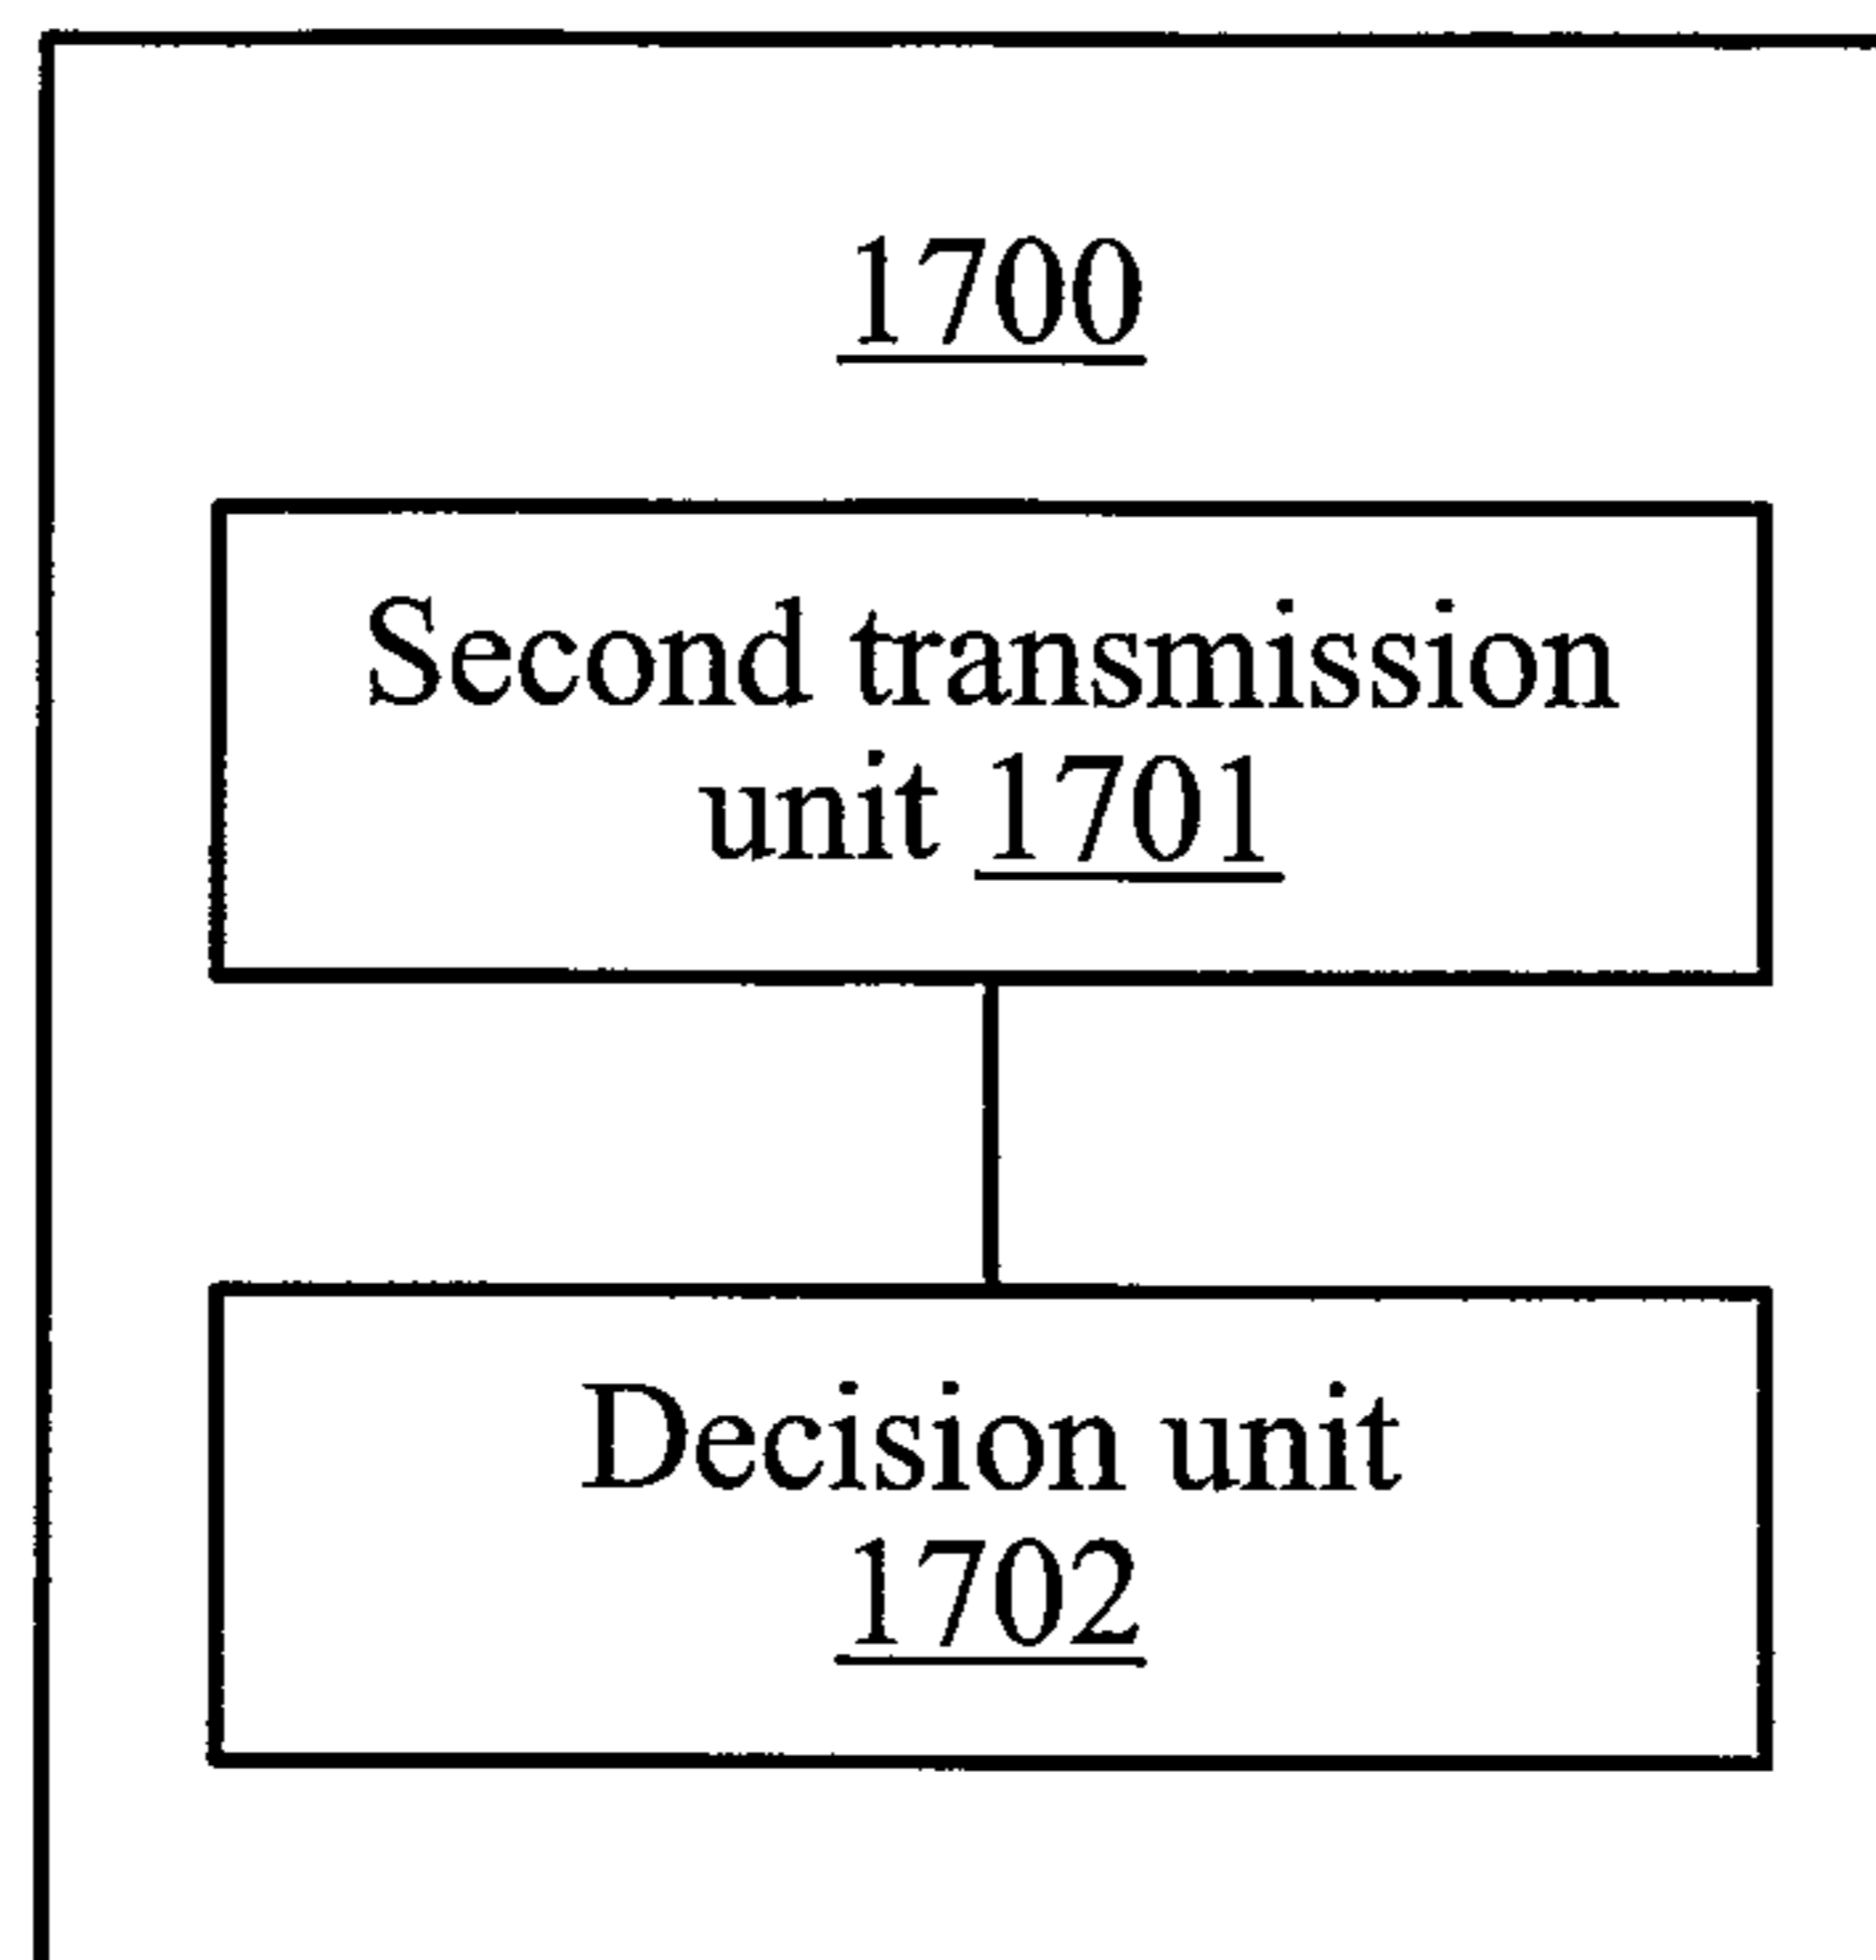 1700
Second transmission
unit 1701
Decision unit
1702